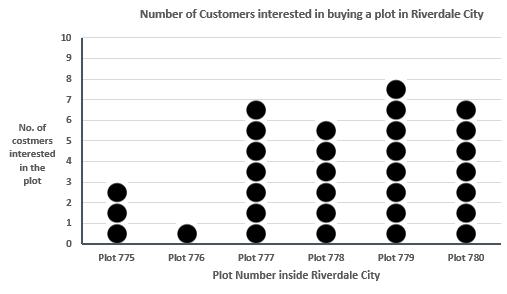 Number of Customers interested in buying a plot in Riverdale City
10
9
8
7
6
5
4
3
2
1
0
No. of
costmers
interested
in the
plot
Plot 775 Plot 776 Plot 777 Plot 778 Plot 779 Plot 780
Plot Number inside Riverdale City